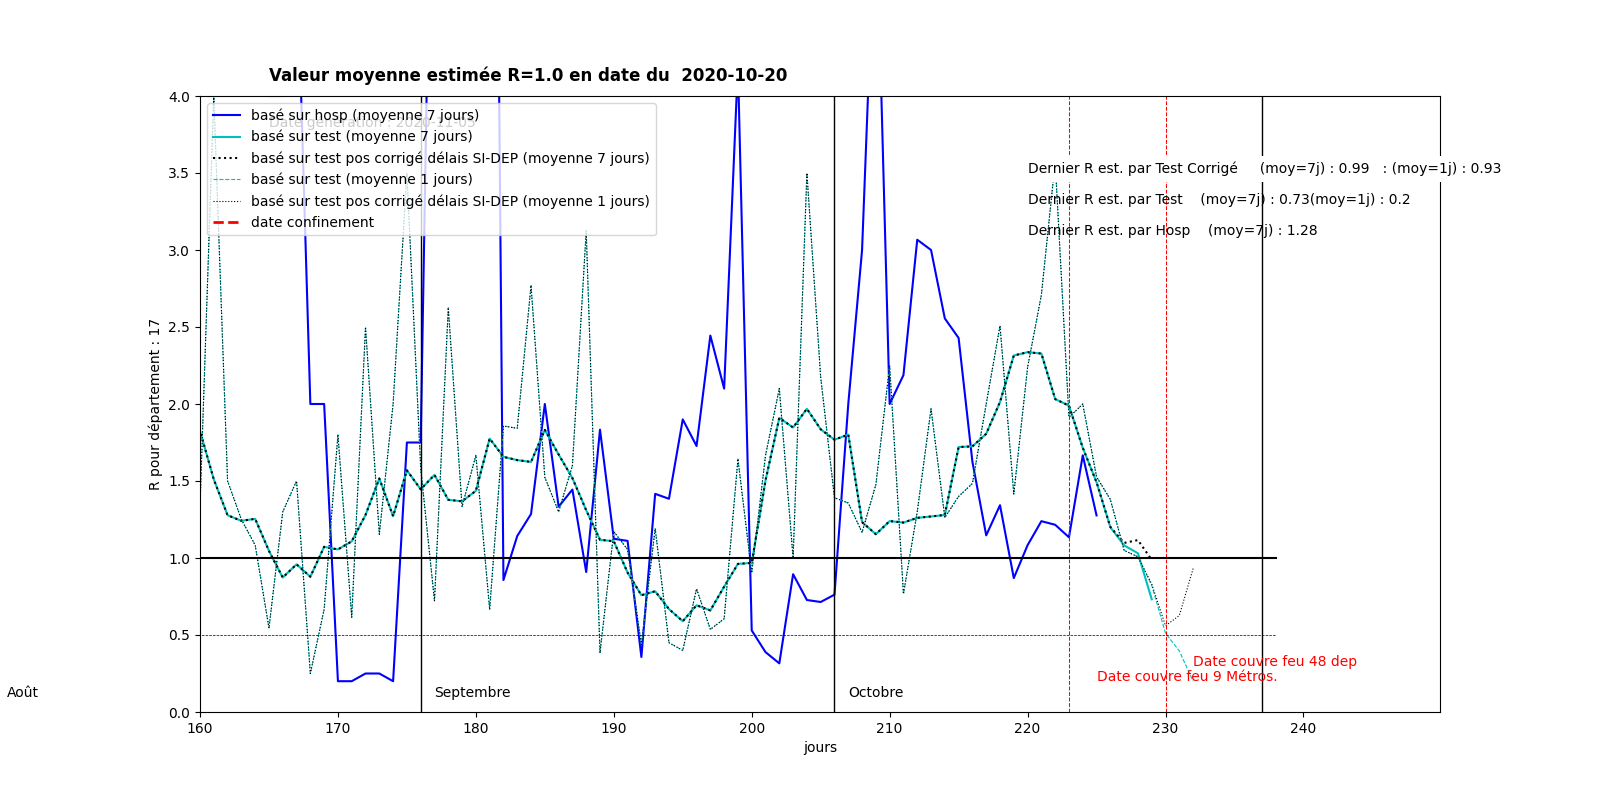 Valeur moyenne estimée R=1.0 en date du  2020-10-20
Date génération : 2020-11-05
basé sur hosp (moyenne 7 jours)
basé sur test (moyenne 7 jours)
basé sur test pos corrigé délais SI-DEP (moyenne 7 jours)
basé sur test (moyenne 1 jours)
basé sur test pos corrigé délais SI-DEP (moyenne 1 jours)
date confinement
Dernier R est. par Test Corrigé     (moy=7j) : 0.99   : (moy=1j) : 0.93
Dernier R est. par Test    (moy=7j) : 0.73(moy=1j) : 0.2
Dernier R est. par Hosp    (moy=7j) : 1.28
R pour département : 17
4.0
3.5
3.0
2.5
2.0
1.5
1.0
0.5
0.0
Date couvre feu 48 dep
Date couvre feu 9 Métros.
Août
Septembre
Octobre
160 170 180 190 200 210 220 230 240
jours